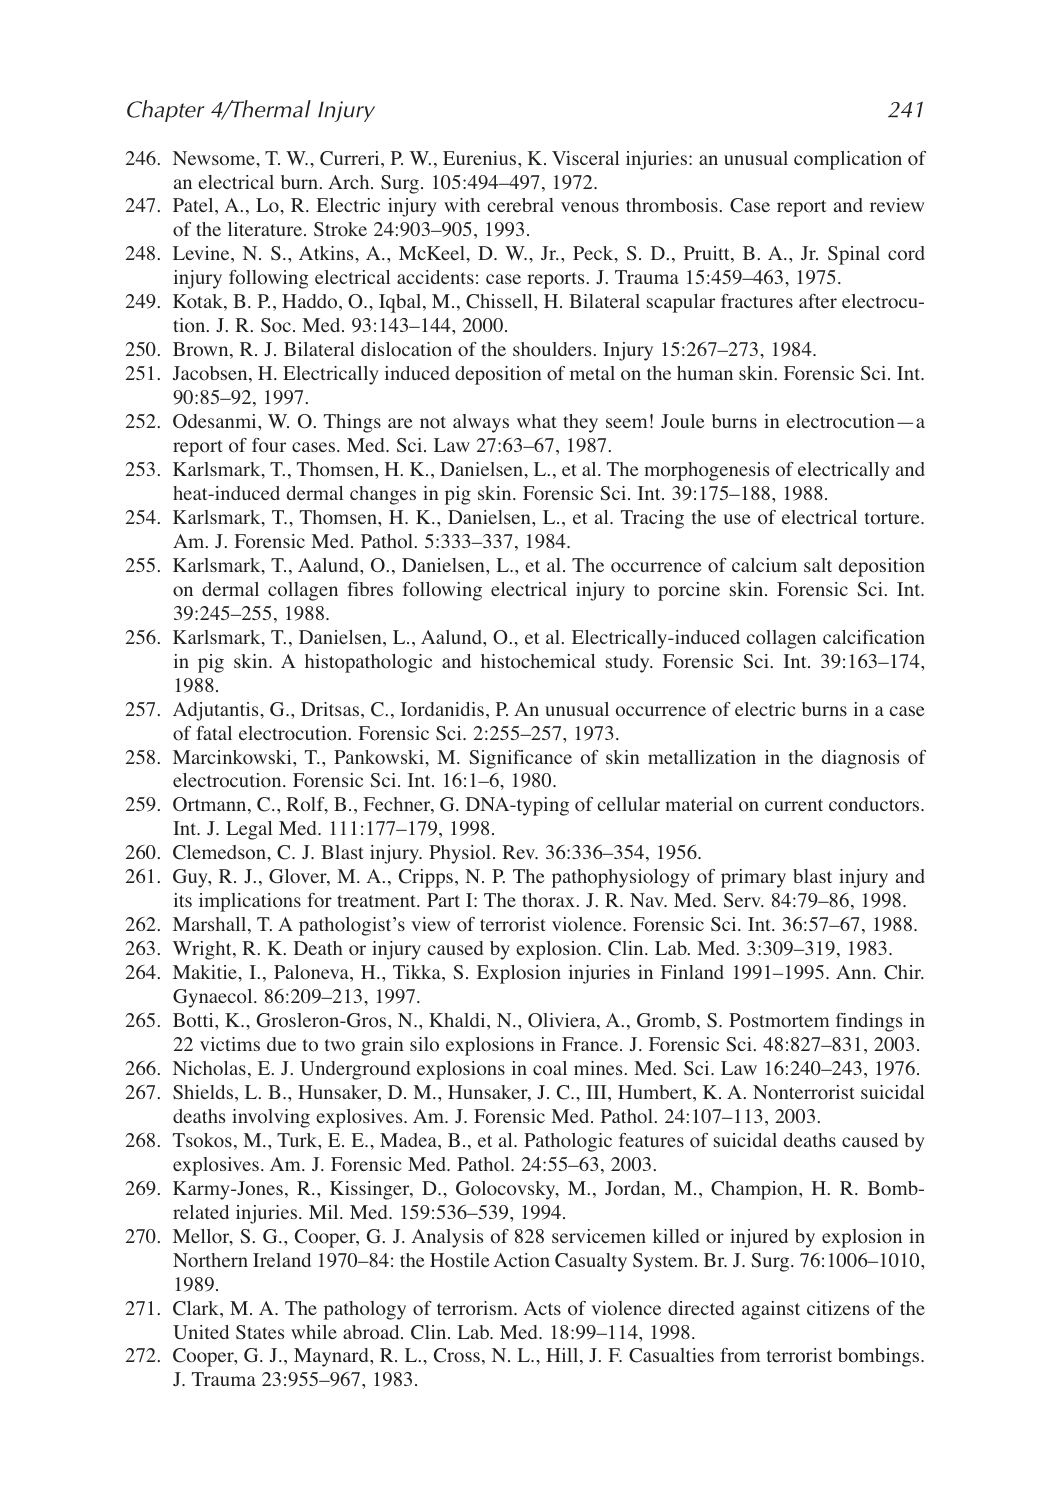 Chapter 4/Thermal Injury 241
246. Newsome, T. W., Curreri, P. W., Eurenius, K. Visceral injuries: an unusual complication of
an electrical burn. Arch. Surg. 105:494–497, 1972.
247. Patel, A., Lo, R. Electric injury with cerebral venous thrombosis. Case report and review
of the literature. Stroke 24:903–905, 1993.
248. Levine, N. S., Atkins, A., McKeel, D. W., Jr., Peck, S. D., Pruitt, B. A., Jr. Spinal cord
injury following electrical accidents: case reports. J. Trauma 15:459–463, 1975.
249. Kotak, B. P., Haddo, O., Iqbal, M., Chissell, H. Bilateral scapular fractures after electrocu-
tion. J. R. Soc. Med. 93:143–144, 2000.
250. Brown, R. J. Bilateral dislocation of the shoulders. Injury 15:267–273, 1984.
251. Jacobsen, H. Electrically induced deposition of metal on the human skin. Forensic Sci. Int.
90:85–92, 1997.
252. Odesanmi, W. O. Things are not always what they seem! Joule burns in electrocution—a
report of four cases. Med. Sci. Law 27:63–67, 1987.
253. Karlsmark, T., Thomsen, H. K., Danielsen, L., et al. The morphogenesis of electrically and
heat-induced dermal changes in pig skin. Forensic Sci. Int. 39:175–188, 1988.
254. Karlsmark, T., Thomsen, H. K., Danielsen, L., et al. Tracing the use of electrical torture.
Am. J. Forensic Med. Pathol. 5:333–337, 1984.
255. Karlsmark, T., Aalund, O., Danielsen, L., et al. The occurrence of calcium salt deposition
on dermal collagen fibres following electrical injury to porcine skin. Forensic Sci. Int.
39:245–255, 1988.
256. Karlsmark, T., Danielsen, L., Aalund, O., et al. Electrically-induced collagen calcification
in pig skin. A histopathologic and histochemical study. Forensic Sci. Int. 39:163–174,
1988.
257. Adjutantis, G., Dritsas, C., Iordanidis, P. An unusual occurrence of electric burns in a case
of fatal electrocution. Forensic Sci. 2:255–257, 1973.
258. Marcinkowski, T., Pankowski, M. Significance of skin metallization in the diagnosis of
electrocution. Forensic Sci. Int. 16:1–6, 1980.
259. Ortmann, C., Rolf, B., Fechner, G. DNA-typing of cellular material on current conductors.
Int. J. Legal Med. 111:177–179, 1998.
260. Clemedson, C. J. Blast injury. Physiol. Rev. 36:336–354, 1956.
261. Guy, R. J., Glover, M. A., Cripps, N. P. The pathophysiology of primary blast injury and
its implications for treatment. Part I: The thorax. J. R. Nav. Med. Serv. 84:79–86, 1998.
262. Marshall, T. A pathologist's view of terrorist violence. Forensic Sci. Int. 36:57–67, 1988.
263. Wright, R. K. Death or injury caused by explosion. Clin. Lab. Med. 3:309–319, 1983.
264. Makitie, I., Paloneva, H., Tikka, S. Explosion injuries in Finland 1991–1995. Ann. Chir.
Gynaecol. 86:209–213, 1997.
265. Botti, K., Grosleron-Gros, N., Khaldi, N., Oliviera, A., Gromb, S. Postmortem findings in
22 victims due to two grain silo explosions in France. J. Forensic Sci. 48:827–831, 2003.
266. Nicholas, E. J. Underground explosions in coal mines. Med. Sci. Law 16:240–243, 1976.
267. Shields, L. B., Hunsaker, D. M., Hunsaker, J. C., III, Humbert, K. A. Nonterrorist suicidal
deaths involving explosives. Am. J. Forensic Med. Pathol. 24:107–113, 2003.
268. Tsokos, M., Turk, E. E., Madea, B., et al. Pathologic features of suicidal deaths caused by
explosives. Am. J. Forensic Med. Pathol. 24:55–63, 2003.
269. Karmy-Jones, R., Kissinger, D., Golocovsky, M., Jordan, M., Champion, H. R. Bomb-
related injuries. Mil. Med. 159:536–539, 1994.
270. Mellor, S. G., Cooper, G. J. Analysis of 828 servicemen killed or injured by explosion in
Northern Ireland 1970–84: the Hostile Action Casualty System. Br. J. Surg. 76:1006–1010,
1989.
271. Clark, M. A. The pathology of terrorism. Acts of violence directed against citizens of the
United States while abroad. Clin. Lab. Med. 18:99–114, 1998.
272. Cooper, G. J., Maynard, R. L., Cross, N. L., Hill, J. F. Casualties from terrorist bombings.
J. Trauma 23:955–967, 1983.